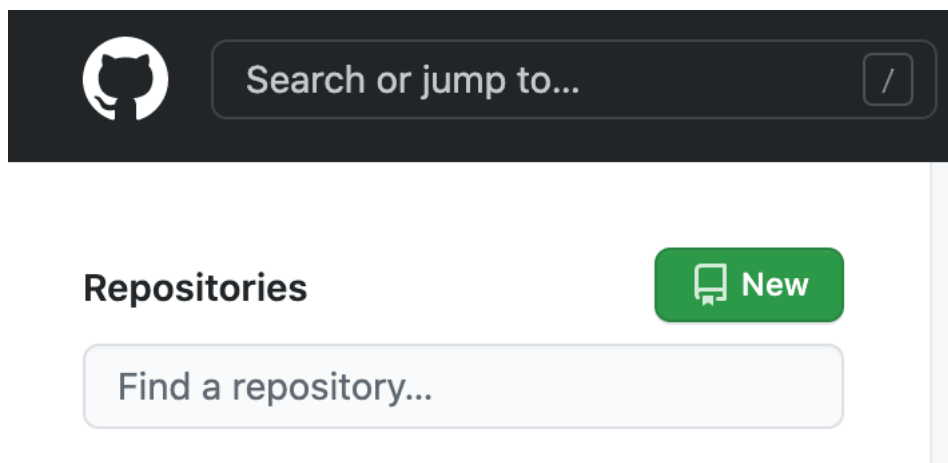 Search or jump to... /
Repositories New
Find a repository...